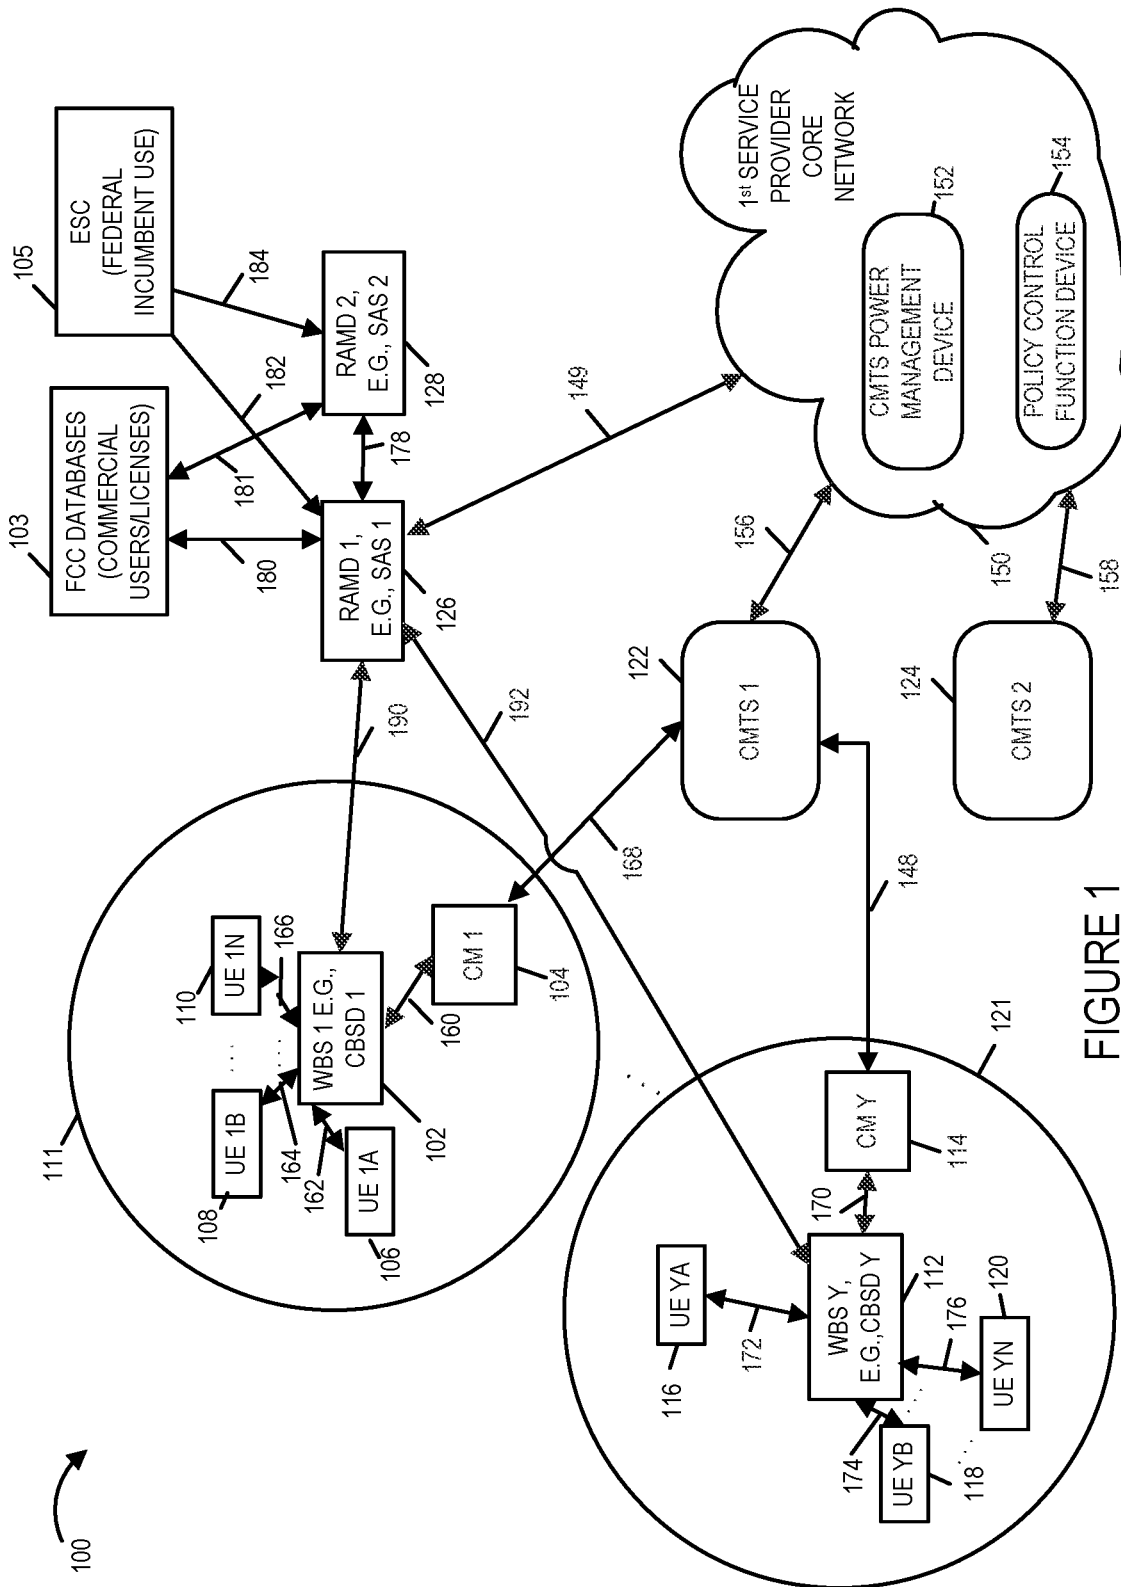 100
111
108
UE 1B
110
UE 1N
166
164
162
UE 1A
106
WBS 1 E.G.,
CBSD 1
102
160
CM 1
104
103
FCC DATABASES
(COMMERCIAL
USERS/LICENSES)
105
ESC
(FEDERAL
INCUMBENT USE)
180
181
182
184
RAMD 1,
E.G., SAS 1
126
178
RAMD 2,
E.G., SAS 2
128
190
192
149
168
122
CMTS 1
156
148
124
CMTS 2
158
150
1st SERVICE
PROVIDER
CORE
NETWORK
152
CMTS POWER
MANAGEMENT
DEVICE
154
POLICY CONTROL
FUNCTION DEVICE
121
UE YA
116
172
WBS Y,
E.G.,CBSD Y
112
170
CM Y
114
174
176
UE YB
118
UE YN
120
FIGURE 1